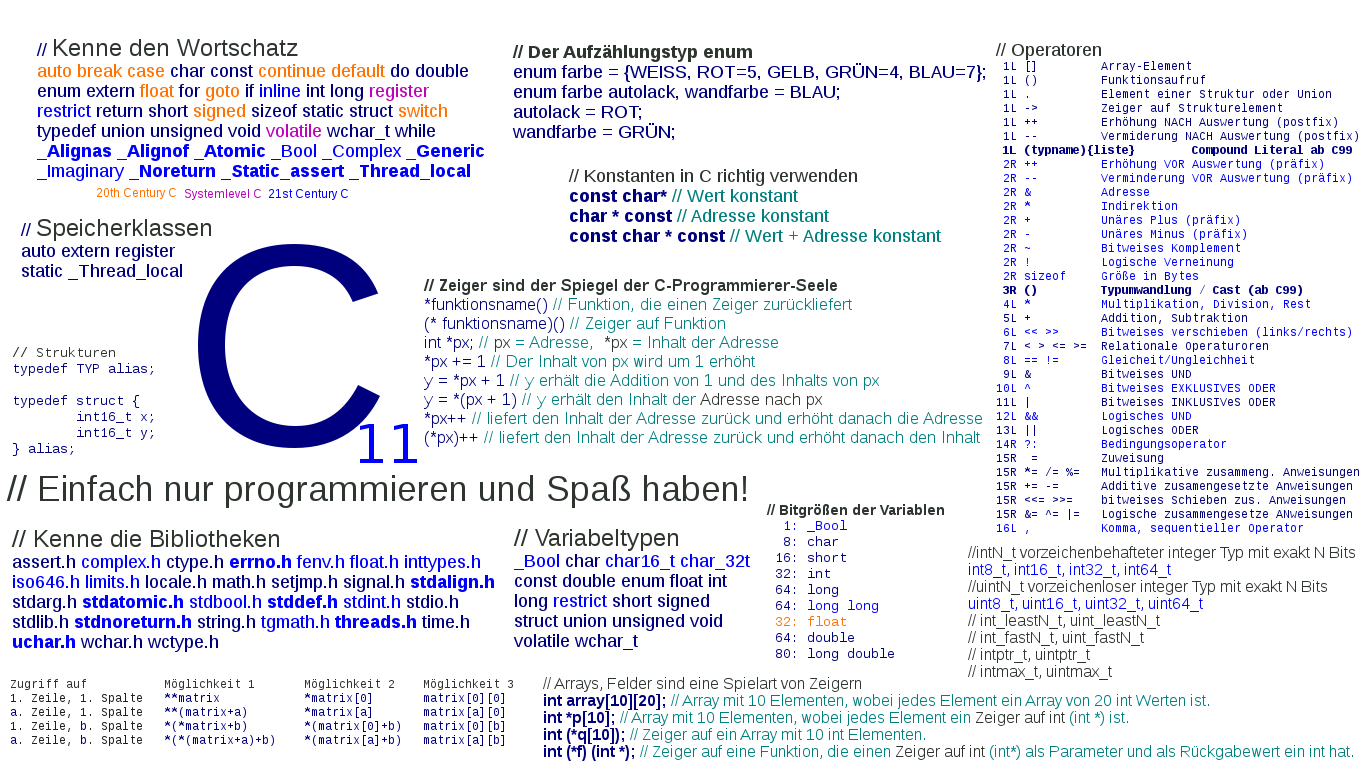 // Kenne den Wortschatz
auto break case char const continue default do double
enum extern float for goto if inline int long register
restrict return short signed sizeof static struct switch
typedef union unsigned void volatile wchar_t while
_Alignas _Alignof _Atomic _Bool _Complex _Generic
_Imaginary _Noreturn _Static_assert _Thread_local
20th Century C Systemlevel C 21st Century C
// Speicherklassen
auto extern register
static _Thread_local
// Strukturen
typedef TYP alias;
typedef struct {
int16_t x;
int16_t y;
} alias;
C
11
// Der Aufzählungstyp enum
enum farbe = {WEISS, ROT=5, GELB, GRÜN=4, BLAU=7};
enum farbe autolack, wandfarbe = BLAU;
autolack = ROT;
wandfarbe = GRÜN;
// Konstanten in C richtig verwenden
const char* // Wert konstant
char * const // Adresse konstant
const char * const // Wert + Adresse konstant
// Zeiger sind der Spiegel der C-Programmierer-Seele
*funktionsname() // Funktion, die einen Zeiger zurückliefert
(* funktionsname)() // Zeiger auf Funktion
int *px; // px = Adresse, *px = Inhalt der Adresse
*px += 1 // Der Inhalt von px wird um 1 erhöht
y = *px + 1 // y erhält die Addition von 1 und des Inhalts von px
y = *(px + 1) // y erhält den Inhalt der Adresse nach px
*px++ // liefert den Inhalt der Adresse zurück und erhöht danach die Adresse
(*px)++ // liefert den Inhalt der Adresse zurück und erhöht danach den Inhalt
// Operatoren
1L [] Array-Element
1L () Funktionsaufruf
1L . Element einer Struktur oder Union
1L -> Zeiger auf Strukturelement
1L ++ Erhöhung NACH Auswertung (postfix)
1L -- Vermiderung NACH Auswertung (postfix)
1L (typname){liste} Compound Literal ab C99
2R ++ Erhöhung VOR Auswertung (präfix)
2R -- Verminderung VOR Auswertung (präfix)
2R & Adresse
2R * Indirektion
2R + Unäres Plus (präfix)
2R - Unäres Minus (präfix)
2R ~ Bitweises Komplement
2R ! Logische Verneinung
2R sizeof Größe in Bytes
3R () Typumwandlung / Cast (ab C99)
4L * Multiplikation, Division, Rest
5L + Addition, Subtraktion
6L << >> Bitweises verschieben (links/rechts)
7L < > <= >= Relationale Operaturoren
8L == != Gleicheit/Ungleichheit
9L & Bitweises UND
10L ^ Bitweises EXKLUSIVeS ODER
11L | Bitweises INKLUSIVeS ODER
12L && Logisches UND
13L || Logisches ODER
14R ?: Bedingungsoperator
15R = Zuweisung
15R *= /= %= Multiplikative zusammeng. Anweisungen
15R += -= Additive zusamengesetzte Anweisungen
15R <<= >>= bitweises Schieben zus. Anweisungen
15R &= ^= |= Logische zusammengesetze ANweisungen
16L , Komma, sequentieller Operator
// Einfach nur programmieren und Spaß haben!
// Kenne die Bibliotheken
assert.h complex.h ctype.h errno.h fenv.h float.h inttypes.h
iso646.h limits.h locale.h math.h setjmp.h signal.h stdalign.h
stdarg.h stdatomic.h stdbool.h stddef.h stdint.h stdio.h
stdlib.h stdnoreturn.h string.h tgmath.h threads.h time.h
uchar.h wchar.h wctype.h
// Variabeltypen
_Bool char char16_t char_32t
const double enum float int
long restrict short signed
struct union unsigned void
volatile wchar_t
// Bitgrößen der Variablen
1: _Bool
8: char
16: short
32: int
64: long
64: long long
32: float
64: double
80: long double
//intN_t vorzeichenbehafteter integer Typ mit exakt N Bits
int8_t, int16_t, int32_t, int64_t
//uintN_t vorzeichenloser integer Typ mit exakt N Bits
uint8_t, uint16_t, uint32_t, uint64_t
// int_leastN_t, uint_leastN_t
// int_fastN_t, uint_fastN_t
// intptr_t, uintptr_t
// intmax_t, uintmax_t
Zugriff auf Möglichkeit 1 Möglichkeit 2 Möglichkeit 3
1. Zeile, 1. Spalte **matrix *matrix[0] matrix[0][0]
a. Zeile, 1. Spalte **(matrix+a) *matrix[a] matrix[a][0]
1. Zeile, b. Spalte *(*matrix+b) *(matrix[0]+b) matrix[0][b]
a. Zeile, b. Spalte *(*(matrix+a)+b) *(matrix[a]+b) matrix[a][b]
// Arrays, Felder sind eine Spielart von Zeigern
int array[10][20]; // Array mit 10 Elementen, wobei jedes Element ein Array von 20 int Werten ist.
int *p[10]; // Array mit 10 Elementen, wobei jedes Element ein Zeiger auf int (int *) ist.
int (*q[10]); // Zeiger auf ein Array mit 10 int Elementen.
int (*f) (int *); // Zeiger auf eine Funktion, die einen Zeiger auf int (int*) als Parameter und als Rückgabewert ein int hat.